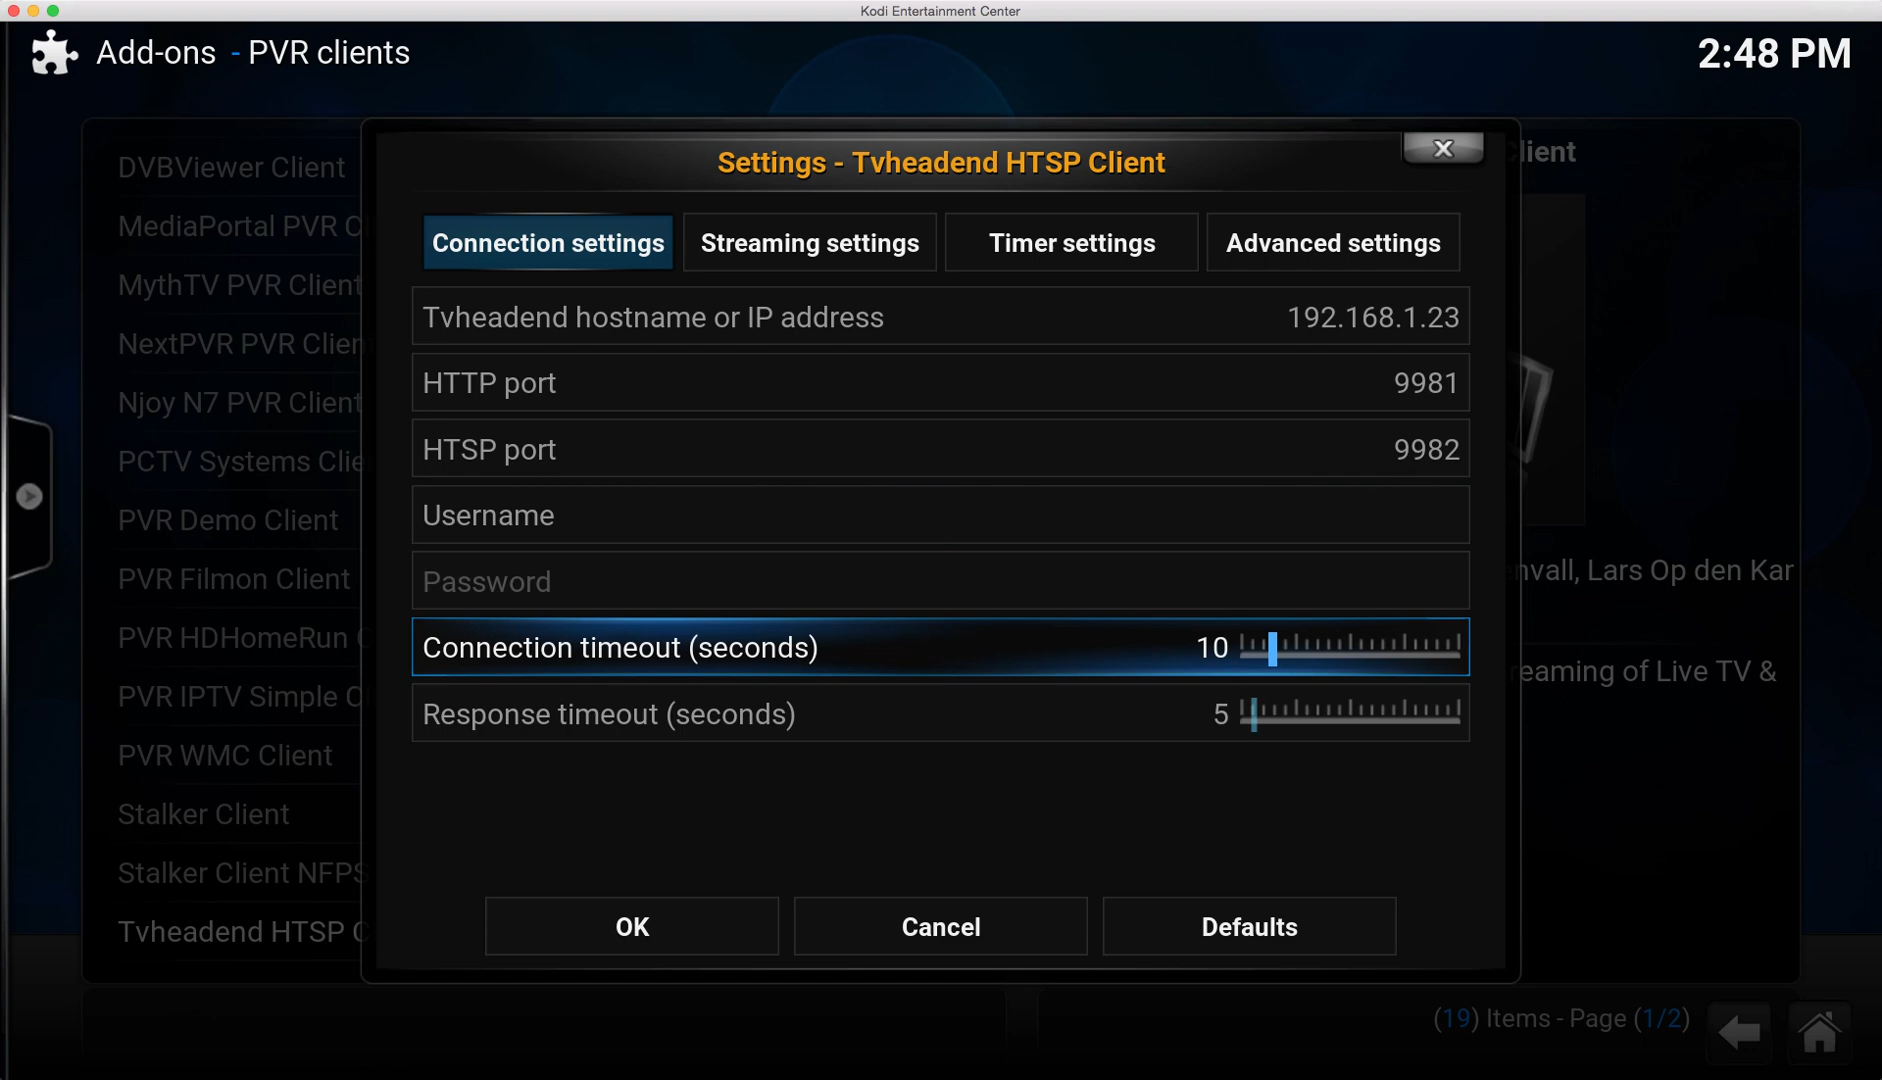 Kodi Entertainment Center
Add-ons - PVR clients
2:48 PM
DVBViewer Client
MediaPortal PVR C
MythTV PVR Client
NextPVR PVR Clien
Njoy N7 PVR Client
PCTV Systems Clie
PVR Demo Client
PVR Filmon Client
PVR HDHomeRun C
PVR IPTV Simple C
PVR WMC Client
Stalker Client
Stalker Client NFPS
Tvheadend HTSP C
Settings - Tvheadend HTSP Client
X
Connection settings
Streaming settings
Timer settings
Advanced settings
Tvheadend hostname or IP address 192.168.1.23
HTTP port 9981
HTSP port 9982
Username
Password
Connection timeout (seconds) 10
Response timeout (seconds) 5
OK
Cancel
Defaults
lient
nvall, Lars Op den Kar
reaming of Live TV &
(19) Items - Page (1/2)